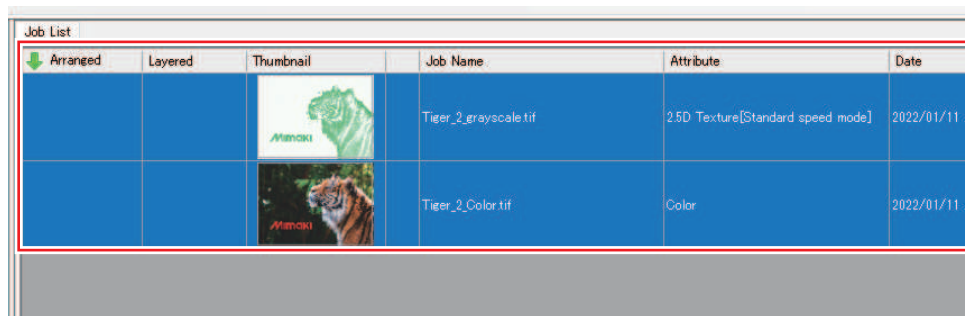 Job List
Arranged Layered Thumbnail Job Name Attribute Date
Mimaki Tiger_2_grayscale.tif 2.5D Texture[Standard speed mode] 2022/01/11
Mimaki Tiger_2_Color.tif Color 2022/01/11